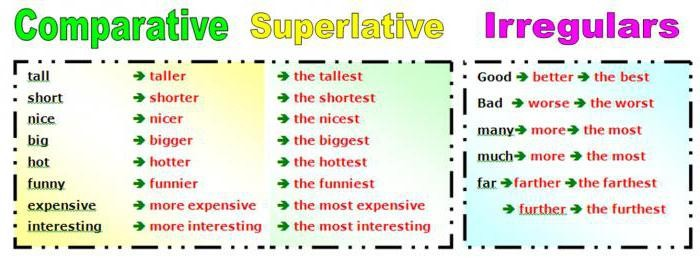 Comparative Superlative Irregulars
tall → taller → the tallest
short → shorter → the shortest
nice → nicer → the nicest
big → bigger → the biggest
hot → hotter → the hottest
funny → funnier → the funniest
expensive → more expensive → the most expensive
interesting → more interesting → the most interesting
Good → better → the best
Bad → worse → the worst
many → more → the most
much → more → the most
far → farther → the farthest
→ further → the furthest